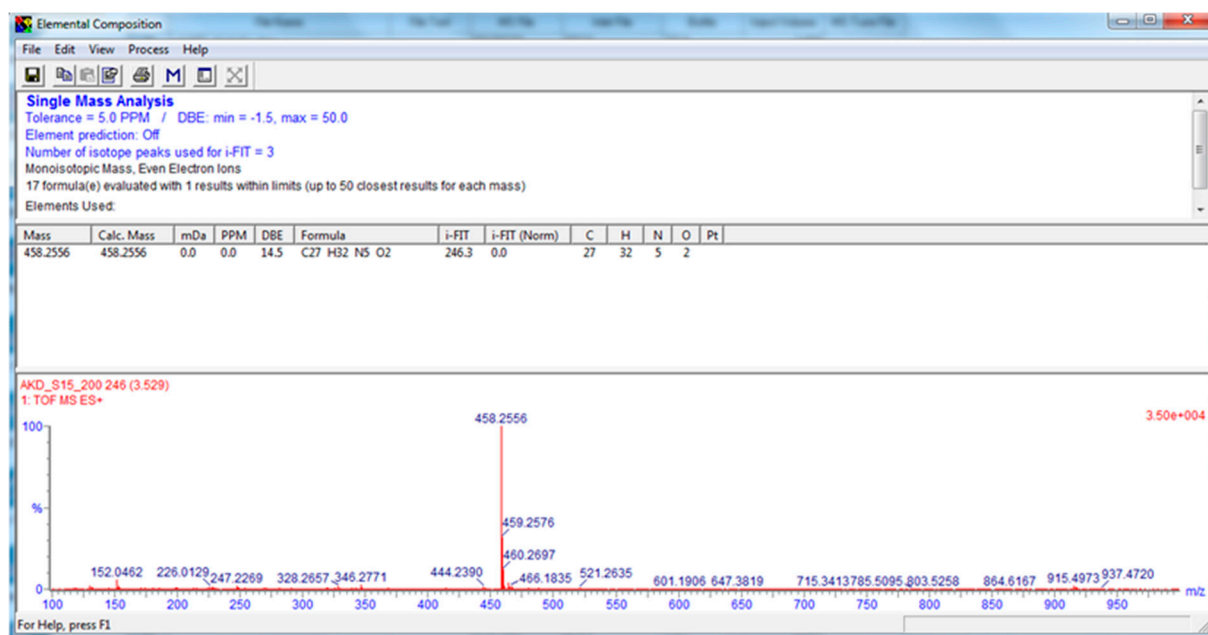 Elemental Composition
File Edit View Process Help
Single Mass Analysis
Tolerance = 5.0 PPM / DBE: min = -1.5, max = 50.0
Element prediction: Off
Number of isotope peaks used for i-FIT = 3
Monoisotopic Mass, Even Electron Ions
17 formula(e) evaluated with 1 results within limits (up to 50 closest results for each mass)
Elements Used:
Mass Calc. Mass mDa PPM DBE Formula i-FIT i-FIT (Norm) C H N O Pt
458.2556 458.2556 0.0 0.0 14.5 C27 H32 N5 O2 246.3 0.0 27 32 5 2
AKD_S15_200 246 (3.529)
1: TOF MS ES+
3.50e+004
100
%
0
458.2556
459.2576
460.2697
152.0462 226.0129 247.2269 328.2657 346.2771 444.2390 466.1835 521.2635 601.1906 647.3819 715.3413 785.5095 803.5258 864.6167 915.4973 937.4720
100 150 200 250 300 350 400 450 500 550 600 650 700 750 800 850 900 950 m/z
For Help, press F1